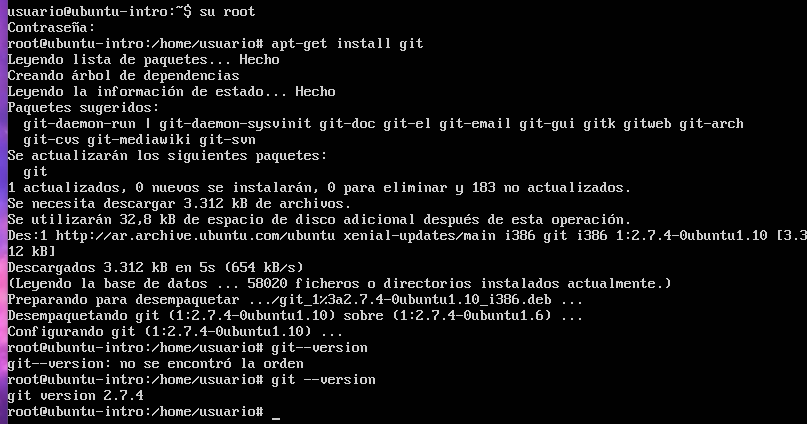 usuario@ubuntu-intro:~$ su root
Contraseña:
root@ubuntu-intro:/home/usuario# apt-get install git
Leyendo lista de paquetes... Hecho
Creando árbol de dependencias
Leyendo la información de estado... Hecho
Paquetes sugeridos:
  git-daemon-run | git-daemon-sysvinit git-doc git-el git-email git-gui gitk gitweb git-arch
  git-cvs git-mediawiki git-svn
Se actualizarán los siguientes paquetes:
  git
1 actualizados, 0 nuevos se instalarán, 0 para eliminar y 183 no actualizados.
Se necesita descargar 3.312 kB de archivos.
Se utilizarán 32,8 kB de espacio de disco adicional después de esta operación.
Des:1 http://ar.archive.ubuntu.com/ubuntu xenial-updates/main i386 git i386 1:2.7.4-0ubuntu1.10 [3.3
12 kB]
Descargados 3.312 kB en 5s (654 kB/s)
(Leyendo la base de datos ... 58020 ficheros o directorios instalados actualmente.)
Preparando para desempaquetar .../git_1%3a2.7.4-0ubuntu1.10_i386.deb ...
Desempaquetando git (1:2.7.4-0ubuntu1.10) sobre (1:2.7.4-0ubuntu1.6) ...
Configurando git (1:2.7.4-0ubuntu1.10) ...
root@ubuntu-intro:/home/usuario# git--version
git--version: no se encontró la orden
root@ubuntu-intro:/home/usuario# git --version
git version 2.7.4
root@ubuntu-intro:/home/usuario# _